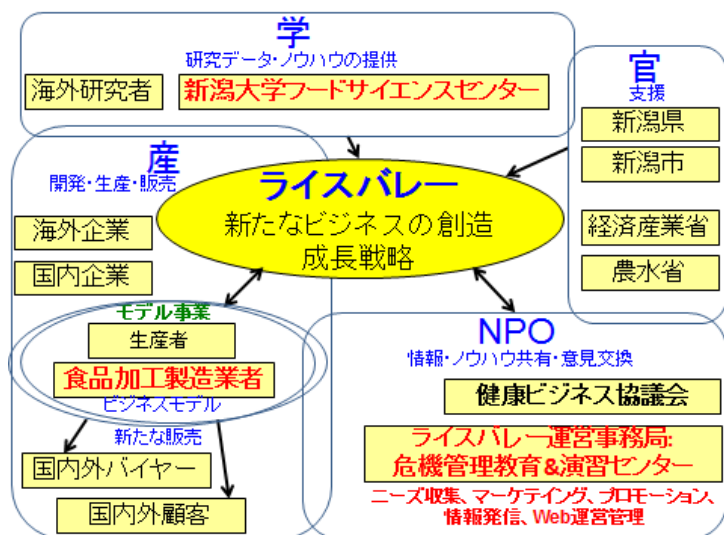 学
研究データ・ノウハウの提供
海外研究者
新潟大学フードサイエンスセンター
官
支援
新潟県
新潟市
経済産業省
農水省
産
開発・生産・販売
海外企業
国内企業
ライスバレー
新たなビジネスの創造
成長戦略
モデル事業
生産者
食品加工製造業者
ビジネスモデル
新たな販売
国内外バイヤー
国内外顧客
NPO
情報・ノウハウ共有・意見交換
健康ビジネス協議会
ライスバレー運営事務局:
危機管理教育&演習センター
ニーズ収集、マーケテイング、プロモーション、
情報発信、Web運営管理